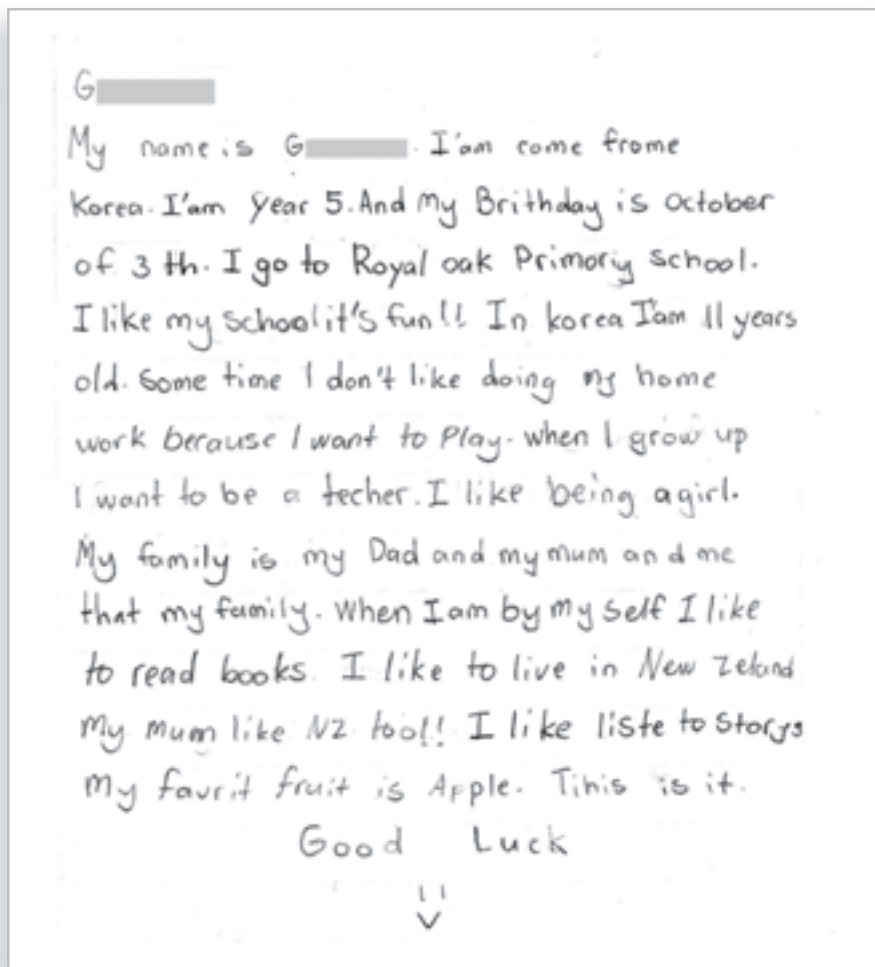 G
My name is G . I'am come frome
Korea. I'am year 5. And my Brithday is October
of 3 th. I go to Royal oak Primoriy school.
I like my school it's fun!! In korea I'am 11 years
old. Some time I don't like doing my home
work berause I want to Play. when I grow up
I want to be a techer. I like being a girl.
My family is my Dad and my mum and me
that my family. When I am by my self I like
to read books. I like to live in New Zeland
My mum like NZ too!! I like liste to Storys
My favrit fruit is Apple. Tihis is it.
Good Luck